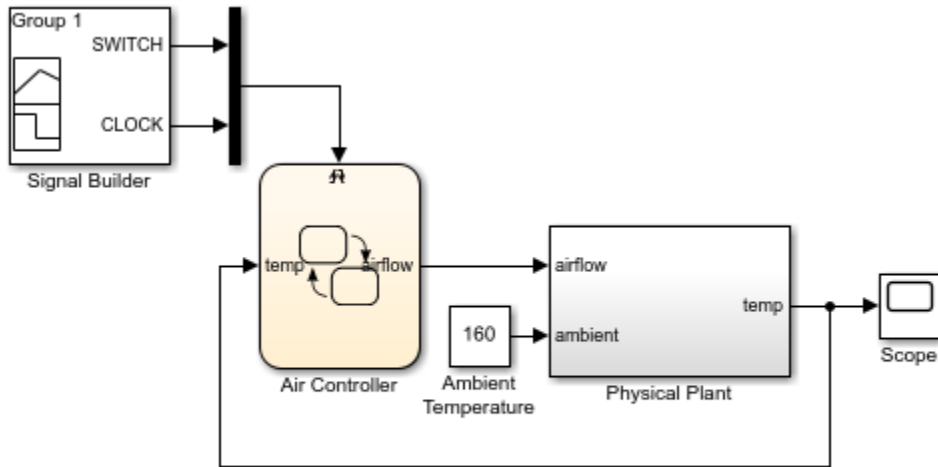 Group 1
SWITCH
CLOCK
Signal Builder
temp
airflow
Air Controller
160
Ambient
Temperature
airflow
ambient
temp
Physical Plant
Scope